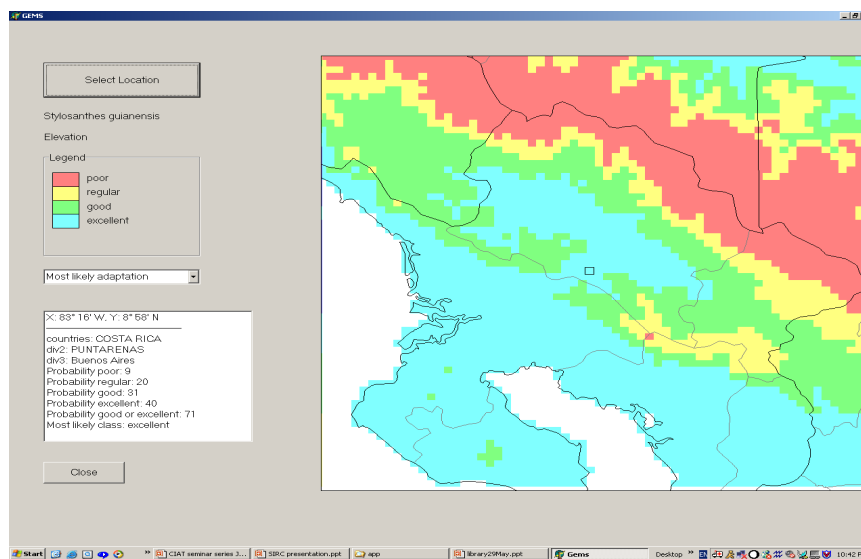 GEMS
Select Location
Stylosanthes guianensis
Elevation
Legend
poor
regular
good
excellent
Most likely adaptation
X: 83° 16' W, Y: 8° 58' N
countries: COSTA RICA
div2: PUNTARENAS
div3: Buenos Aires
Probability poor: 9
Probability regular: 20
Probability good: 31
Probability excellent: 40
Probability good or excellent: 71
Most likely class: excellent
Close
Start » CIAT seminar series J... SIRC presentation.ppt app library29May.ppt Gems Desktop » EN 10:42 P